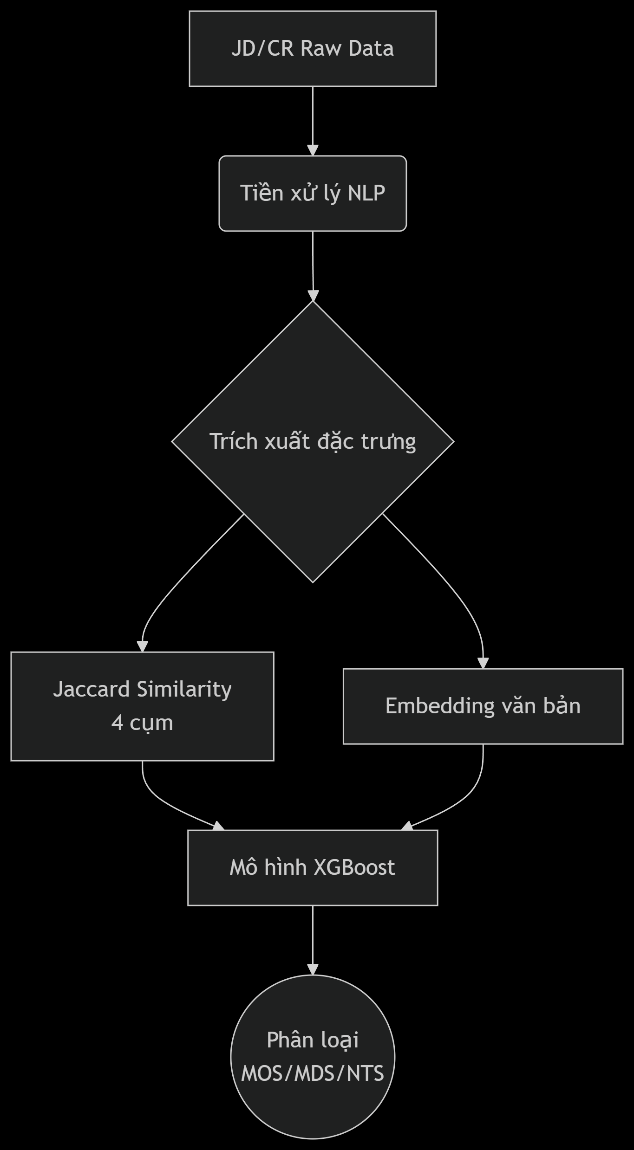 JD/CR Raw Data
Tiền xử lý NLP
Trích xuất đặc trưng
Jaccard Similarity
4 cụm
Embedding văn bản
Mô hình XGBoost
Phân loại
MOS/MDS/NTS